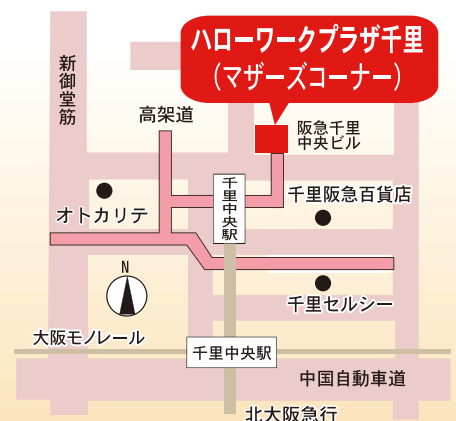 ハローワークプラザ千里
(マザーズコーナー)
新御堂筋
高架道
阪急千里
中央ビル
千里中央駅
千里阪急百貨店
オトカリテ
N
千里セルシー
大阪モノレール
千里中央駅
中国自動車道
北大阪急行